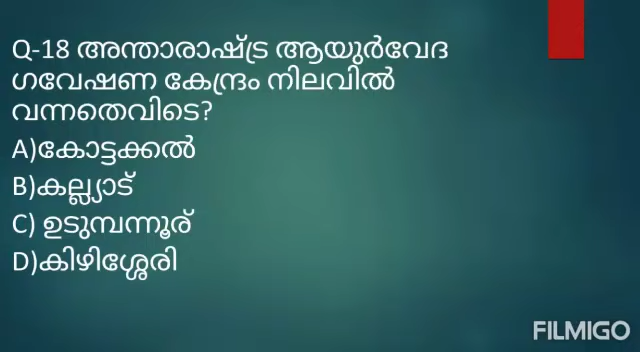 Q-18 അന്താരാഷ്ട്ര ആയുർവേദ
ഗവേഷണ കേന്ദ്രം നിലവിൽ
വന്നതെവിടെ?
A)കോട്ടക്കൽ
B)കല്ല്യാട്
C) ഉടുമ്പന്നൂര്
D)കിഴിശ്ശേരി
FILMIGO